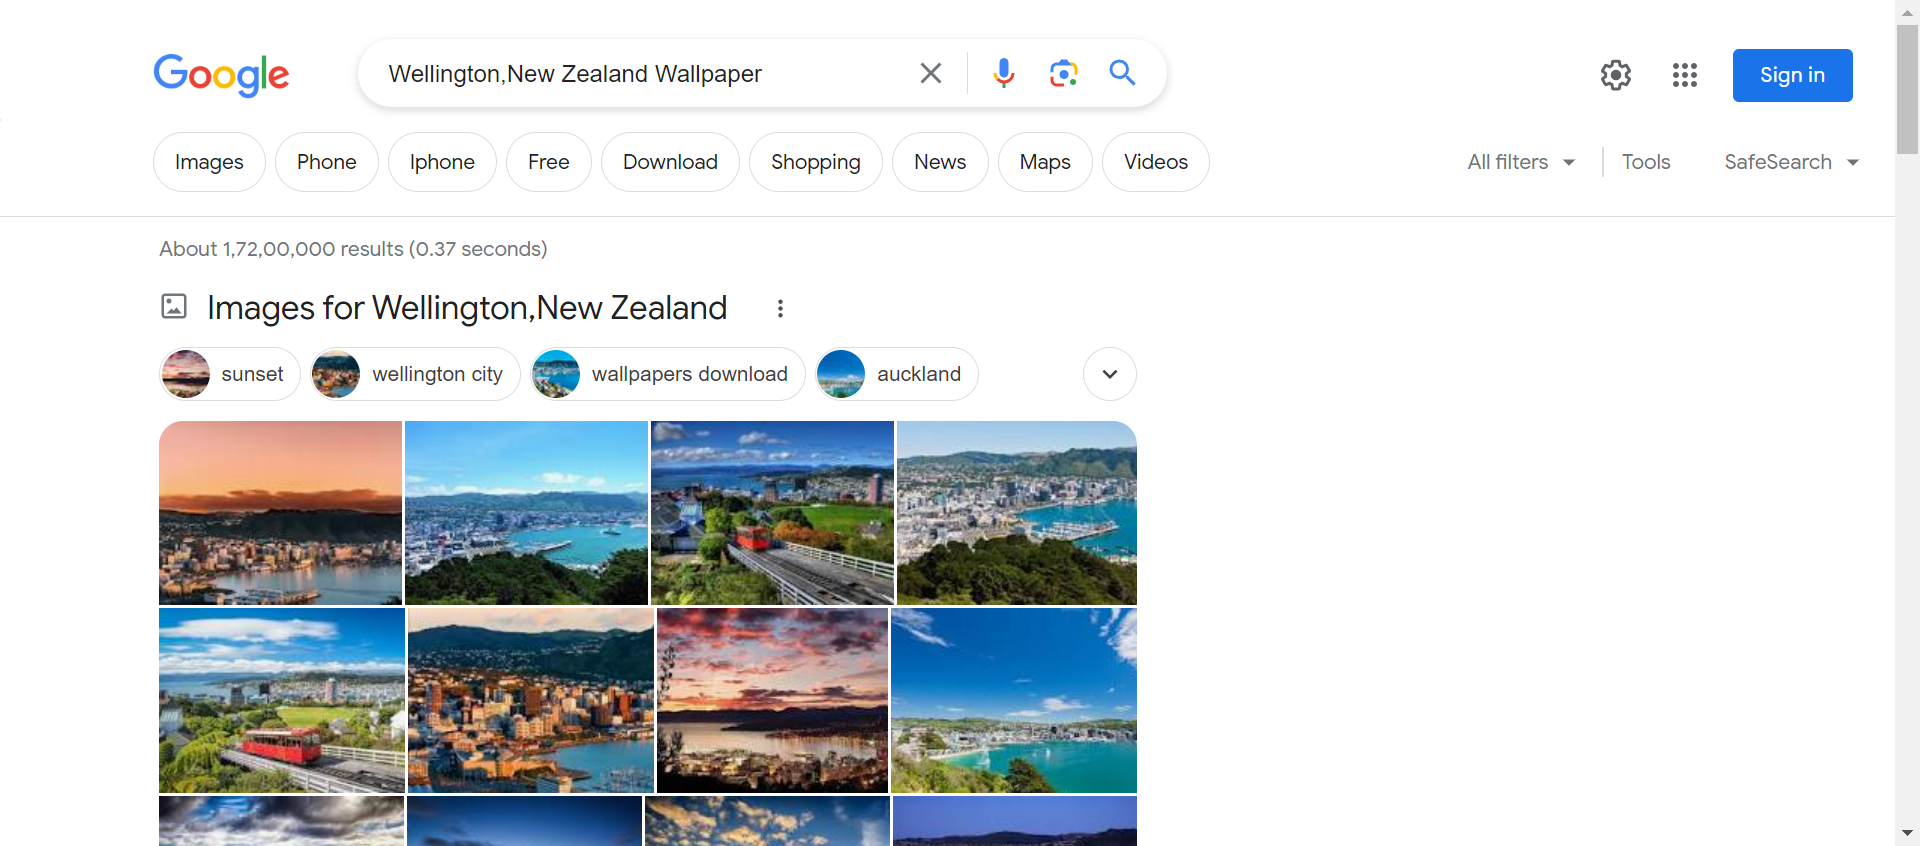 Google
Wellington,New Zealand Wallpaper
Sign in
Images
Phone
Iphone
Free
Download
Shopping
News
Maps
Videos
All filters
Tools
SafeSearch
About 1,72,00,000 results (0.37 seconds)
Images for Wellington,New Zealand
sunset
wellington city
wallpapers download
auckland